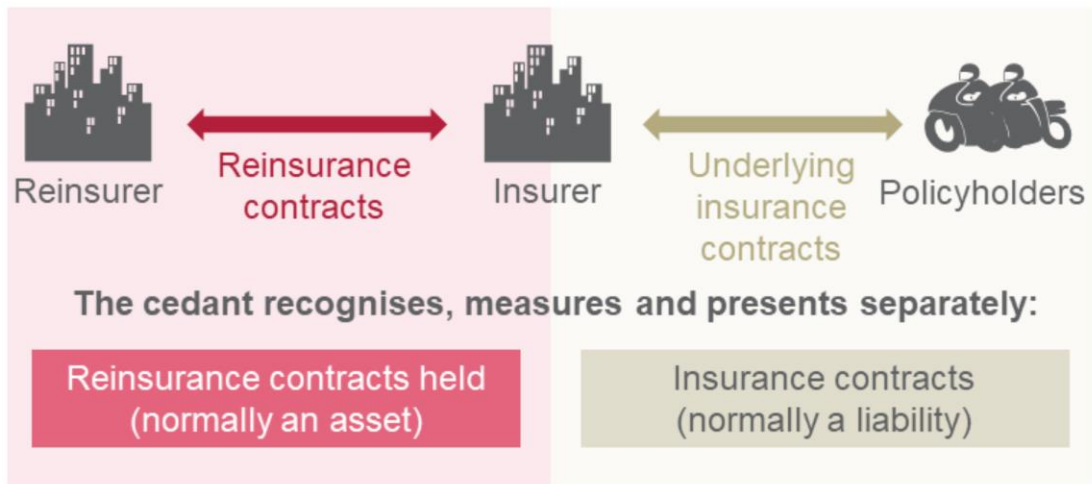 Reinsurer
Reinsurance
contracts
Insurer
Underlying
insurance
contracts
Policyholders
The cedant recognises, measures and presents separately:
Reinsurance contracts held
(normally an asset)
Insurance contracts
(normally a liability)